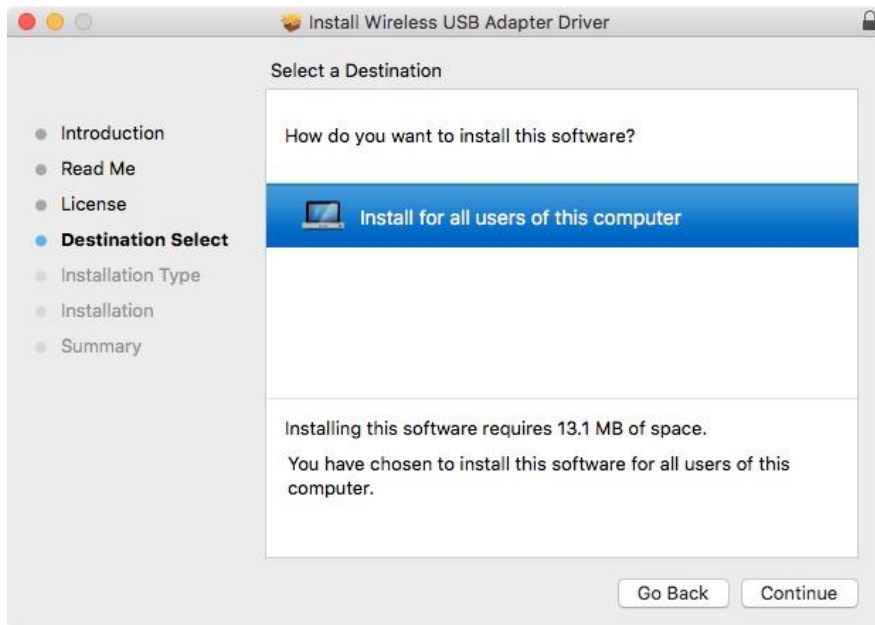 Install Wireless USB Adapter Driver
Select a Destination
Introduction
Read Me
License
Destination Select
Installation Type
Installation
Summary
How do you want to install this software?
Install for all users of this computer
Installing this software requires 13.1 MB of space.
You have chosen to install this software for all users of this
computer.
Go Back
Continue